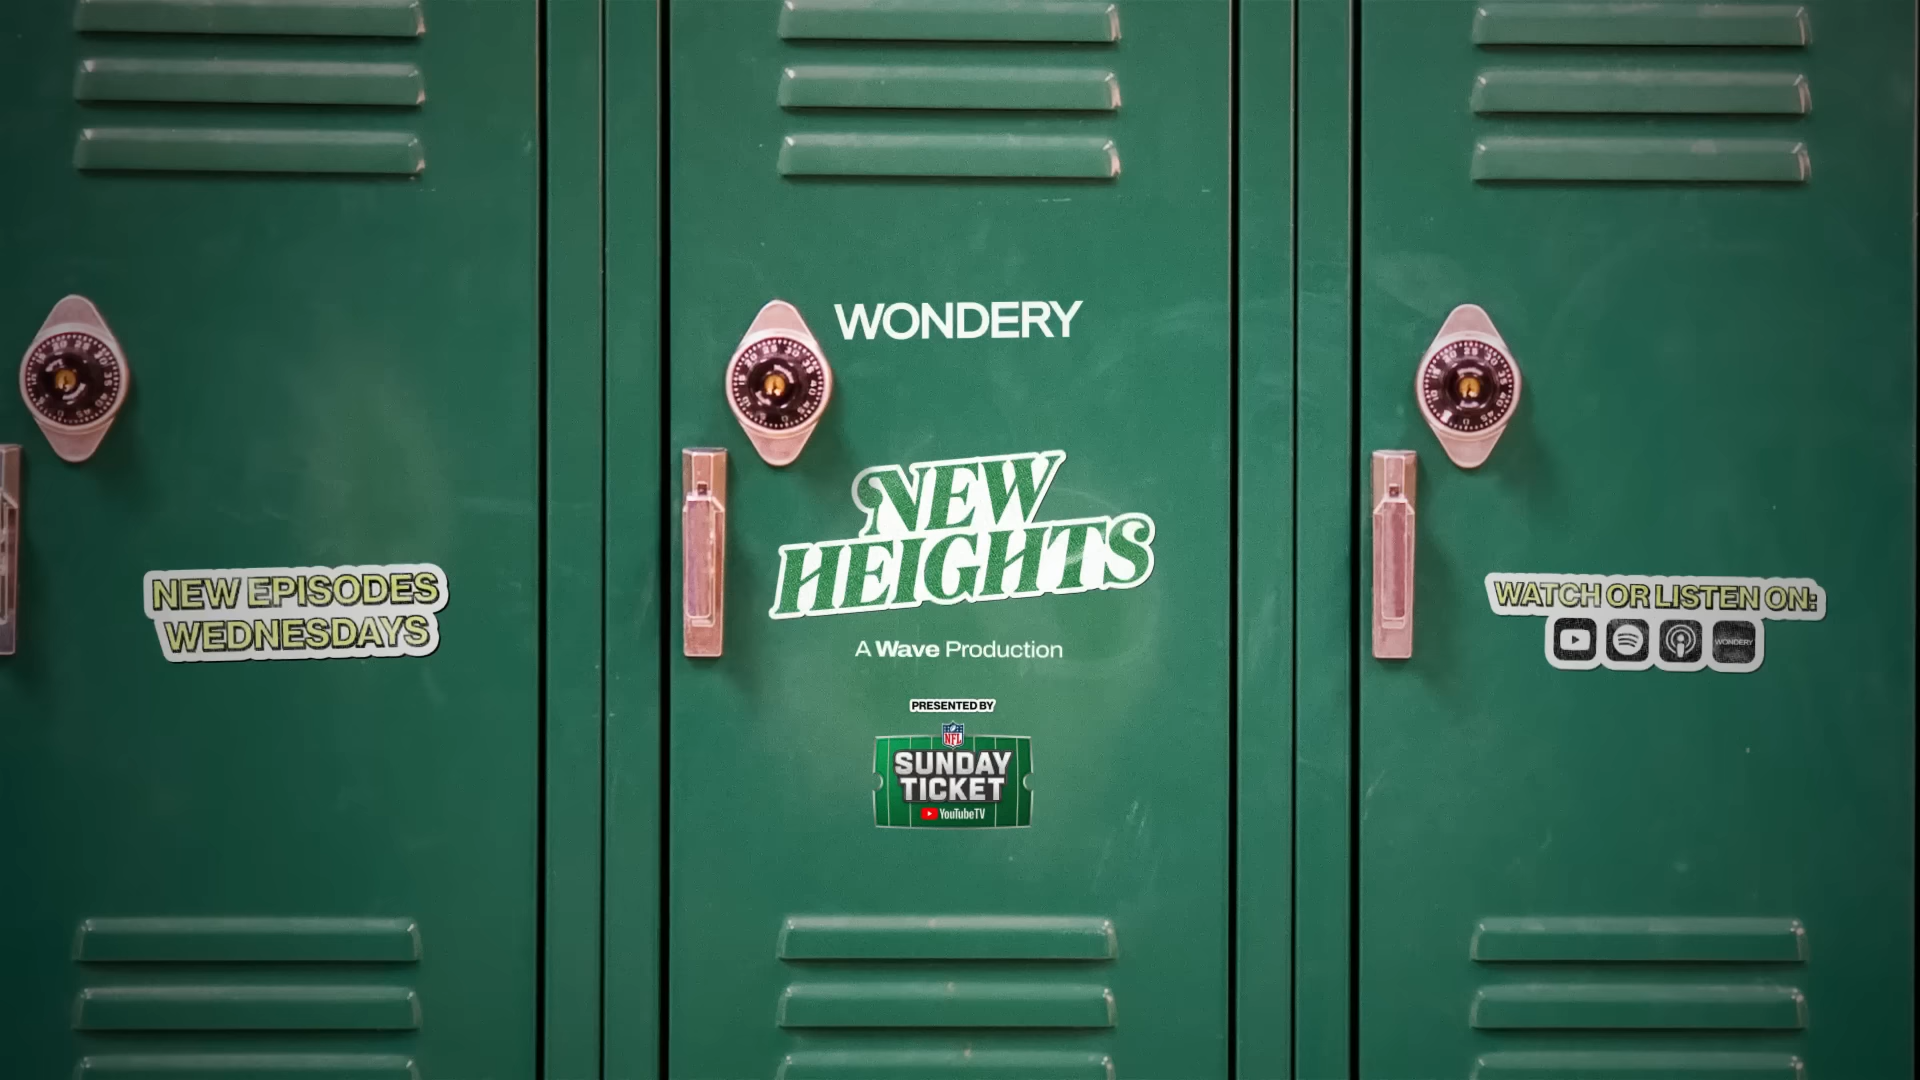 WONDERY
NEW
HEIGHTS
A Wave Production
PRESENTED BY
NFL
SUNDAY
TICKET
YouTubeTV
NEW EPISODES
WEDNESDAYS
WATCH OR LISTEN ON:
WONDERY